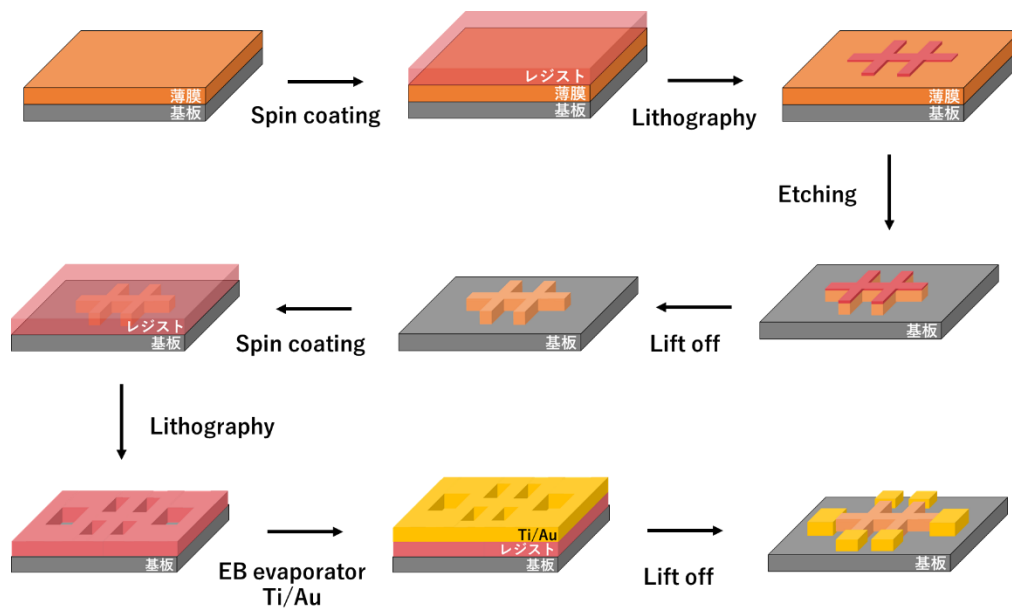 薄膜
基板
Spin coating
レジスト
薄膜
基板
Lithography
薄膜
基板
Etching
基板
Lift off
基板
Spin coating
レジスト
基板
Lithography
基板
EB evaporator
Ti/Au
Ti/Au
レジスト
基板
Lift off
基板